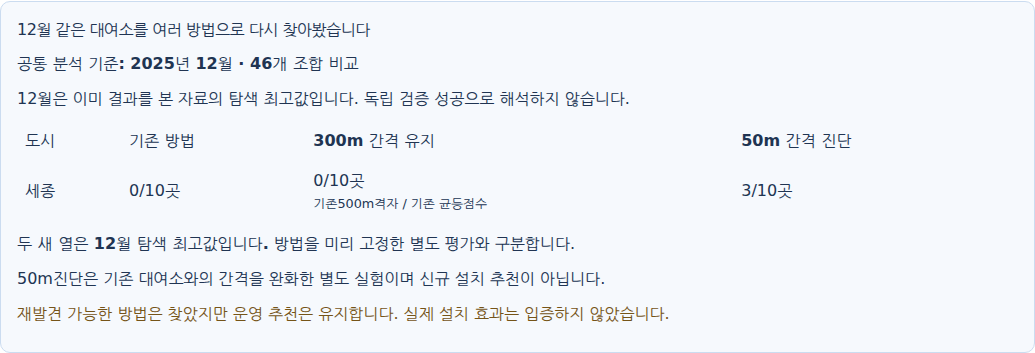 12월 같은 대여소를 여러 방법으로 다시 찾아봤습니다
공통 분석 기준: 2025년 12월 · 46개 조합 비교
12월은 이미 결과를 본 자료의 탐색 최고값입니다. 독립 검증 성공으로 해석하지 않습니다.
도시 기존 방법 300m 간격 유지 50m 간격 진단
세종 0/10곳 0/10곳 3/10곳
기존500m격자 / 기존 균등점수
두 새 열은 12월 탐색 최고값입니다. 방법을 미리 고정한 별도 평가와 구분합니다.
50m진단은 기존 대여소와의 간격을 완화한 별도 실험이며 신규 설치 추천이 아닙니다.
재발견 가능한 방법은 찾았지만 운영 추천은 유지합니다. 실제 설치 효과는 입증하지 않았습니다.